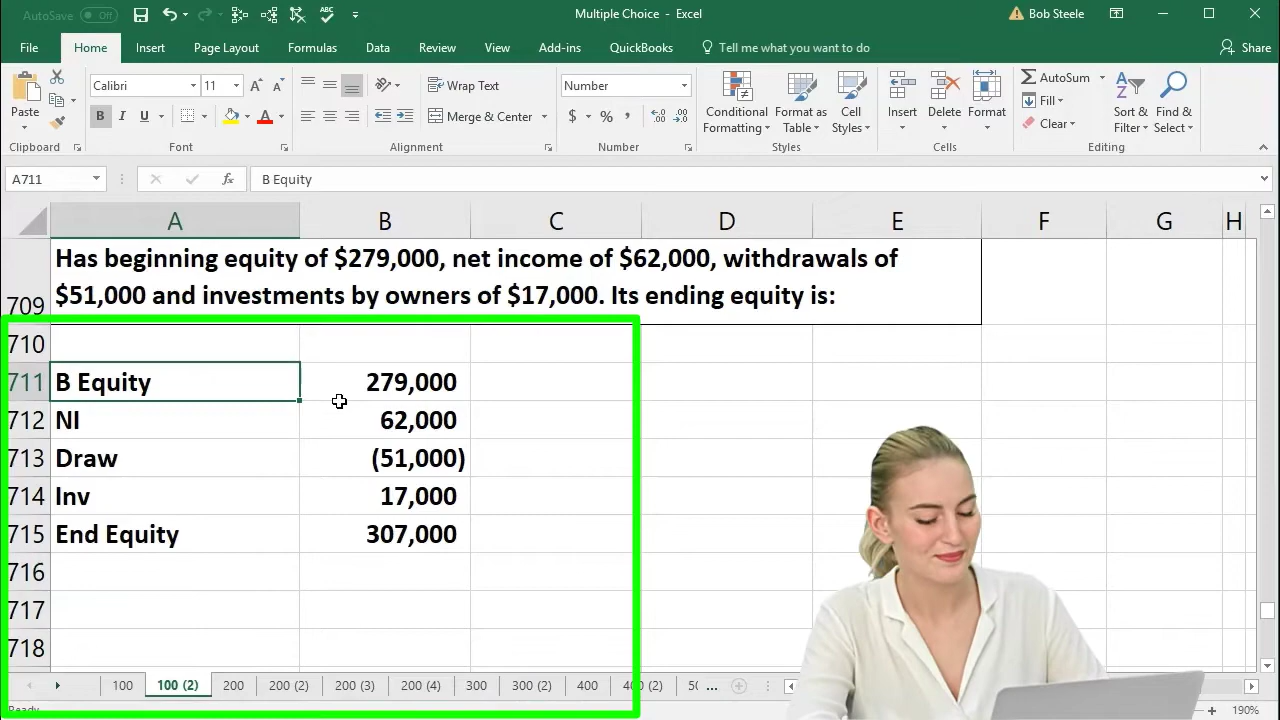 AutoSave Off
Multiple Choice - Excel
Bob Steele
File Home Insert Page Layout Formulas Data Review View Add-ins QuickBooks Tell me what you want to do Share
Paste
Calibri 11
B I U
Wrap Text
Merge & Center
Number
$ % ,
Conditional Formatting
Format as Table
Cell Styles
Insert
Delete
Format
AutoSum
Fill
Clear
Sort & Filter
Find & Select
Clipboard Font Alignment Number Styles Cells Editing
A711 fx B Equity
A B C D E F G H
Has beginning equity of $279,000, net income of $62,000, withdrawals of
709 $51,000 and investments by owners of $17,000. Its ending equity is:
710
711 B Equity 279,000
712 NI 62,000
713 Draw (51,000)
714 Inv 17,000
715 End Equity 307,000
716
717
718
100 100 (2) 200 200 (2) 200 (4) 300 300 (2) 400 ...
190%